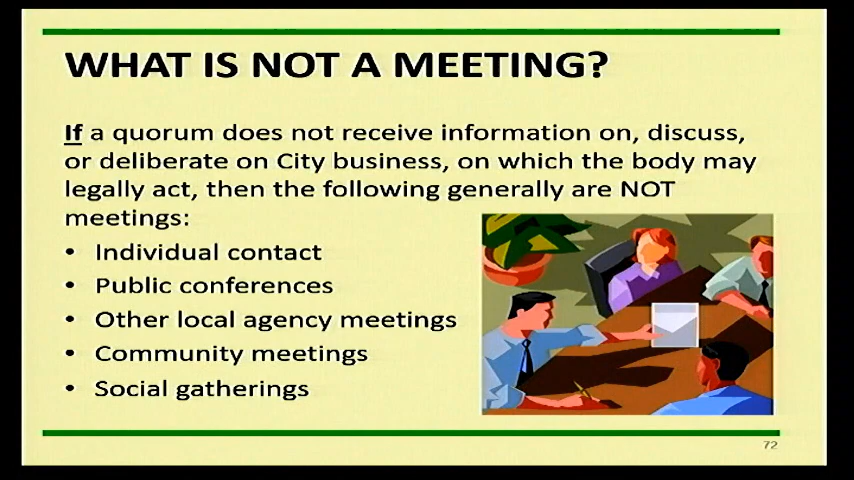 WHAT IS NOT A MEETING?
If a quorum does not receive information on, discuss,
or deliberate on City business, on which the body may
legally act, then the following generally are NOT
meetings:
• Individual contact
• Public conferences
• Other local agency meetings
• Community meetings
• Social gatherings
72